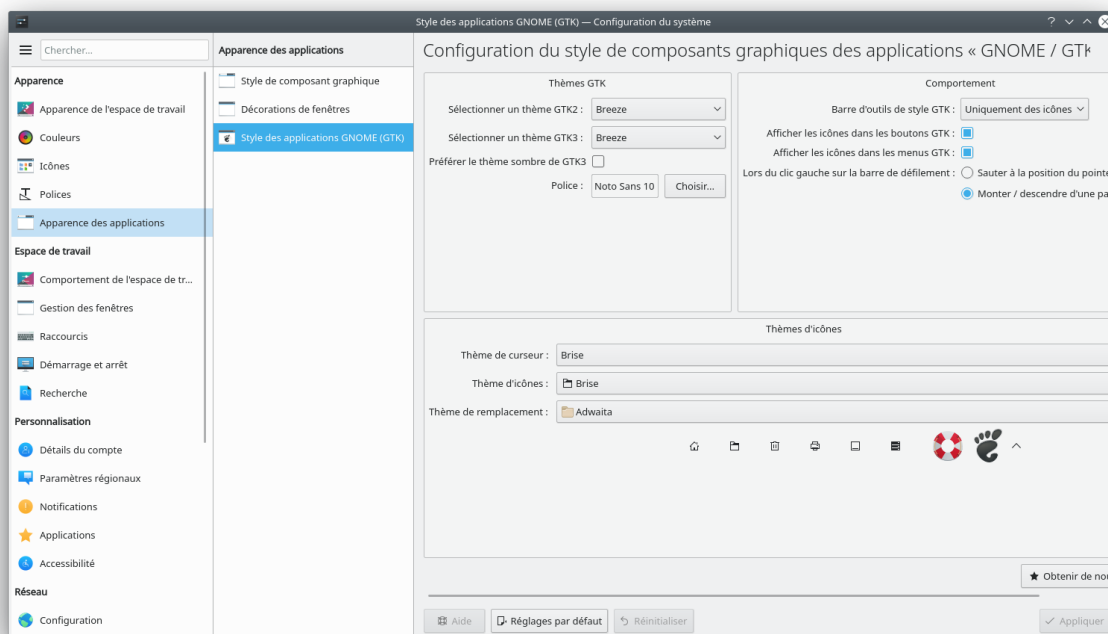 Style des applications GNOME (GTK) — Configuration du système
Chercher...
Apparence
Apparence de l'espace de travail
Couleurs
Icônes
Polices
Apparence des applications
Espace de travail
Comportement de l'espace de tr...
Gestion des fenêtres
Raccourcis
Démarrage et arrêt
Recherche
Personnalisation
Détails du compte
Paramètres régionaux
Notifications
Applications
Accessibilité
Réseau
Configuration
Apparence des applications
Style de composant graphique
Décorations de fenêtres
Style des applications GNOME (GTK)
Configuration du style de composants graphiques des applications « GNOME / GTK
Thèmes GTK
Sélectionner un thème GTK2 : Breeze
Sélectionner un thème GTK3 : Breeze
Préférer le thème sombre de GTK3
Police : Noto Sans 10 Choisir...
Comportement
Barre d'outils de style GTK : Uniquement des icônes
Afficher les icônes dans les boutons GTK :
Afficher les icônes dans les menus GTK :
Lors du clic gauche sur la barre de défilement : Sauter à la position du pointe
Monter / descendre d'une pa
Thèmes d'icônes
Thème de curseur : Brise
Thème d'icônes : Brise
Thème de remplacement : Adwaita
Obtenir de nou
Aide Réglages par défaut Réinitialiser Appliquer